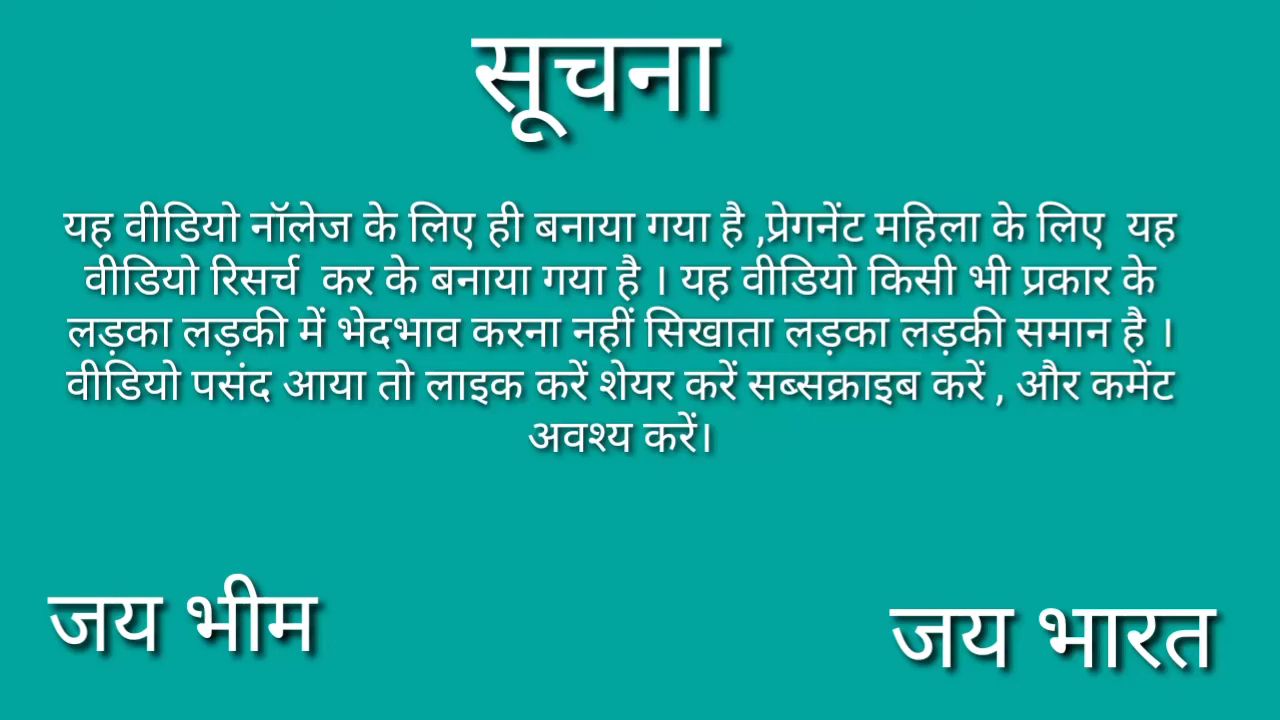 सूचना
यह वीडियो नॉलेज के लिए ही बनाया गया है ,प्रेगनेंट महिला के लिए यह
वीडियो रिसर्च कर के बनाया गया है । यह वीडियो किसी भी प्रकार के
लड़का लड़की में भेदभाव करना नहीं सिखाता लड़का लड़की समान है ।
वीडियो पसंद आया तो लाइक करें शेयर करें सब्सक्राइब करें , और कमेंट
अवश्य करें।
जय भीम
जय भारत